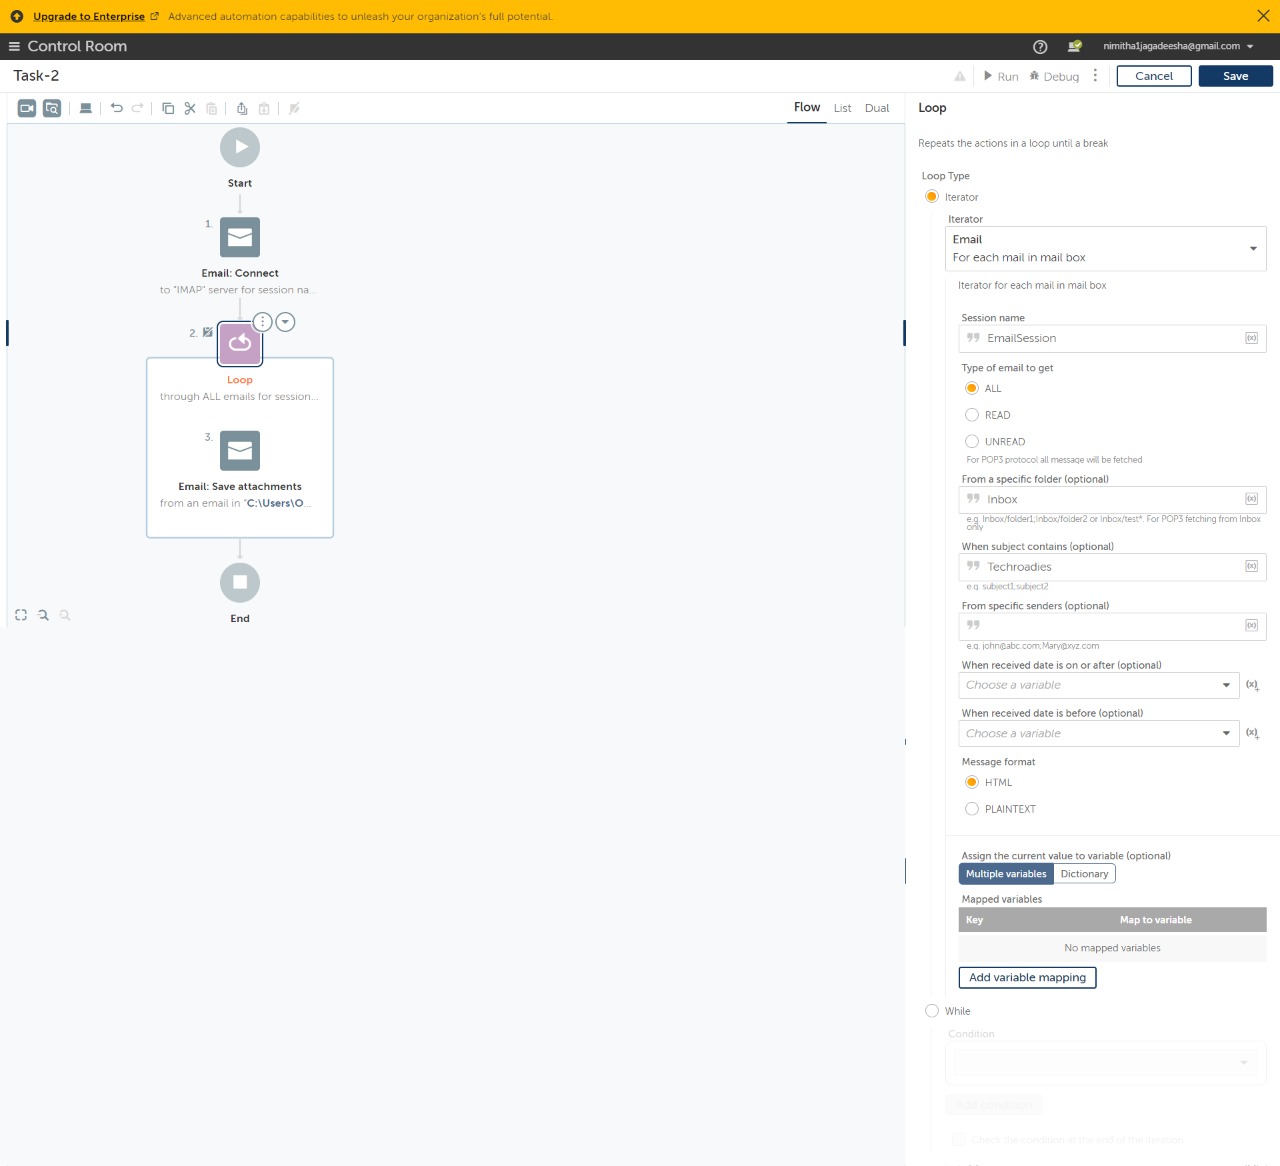 Upgrade to Enterprise Advanced automation capabilities to unleash your organization's full potential.
Control Room
nimitha1jagadeesha@gmail.com
Task-2
Run Debug
Cancel Save
Flow List Dual
Start
1.
Email: Connect
to "IMAP" server for session na...
2.
Loop
through ALL emails for session...
3.
Email: Save attachments
from an email in "C:\Users\O...
End
Loop
Repeats the actions in a loop until a break
Loop Type
Iterator
Iterator
Email
For each mail in mail box
Iterator for each mail in mail box
Session name
EmailSession
(x)
Type of email to get
ALL
READ
UNREAD
For POP3 protocol all message will be fetched
From a specific folder (optional)
Inbox
(x)
e.g. Inbox/folder1;Inbox/folder2 or Inbox/test*. For POP3 fetching from Inbox
only
When subject contains (optional)
Techroadies
(x)
e.g. subject1;subject2
From specific senders (optional)
(x)
e.g. john@abc.com;Mary@xyz.com
When received date is on or after (optional)
Choose a variable
(x)+
When received date is before (optional)
Choose a variable
(x)+
Message format
HTML
PLAINTEXT
Assign the current value to variable (optional)
Multiple variables Dictionary
Mapped variables
Key Map to variable
No mapped variables
Add variable mapping
While
Condition
Add condition
Check the condition at the end of the iteration